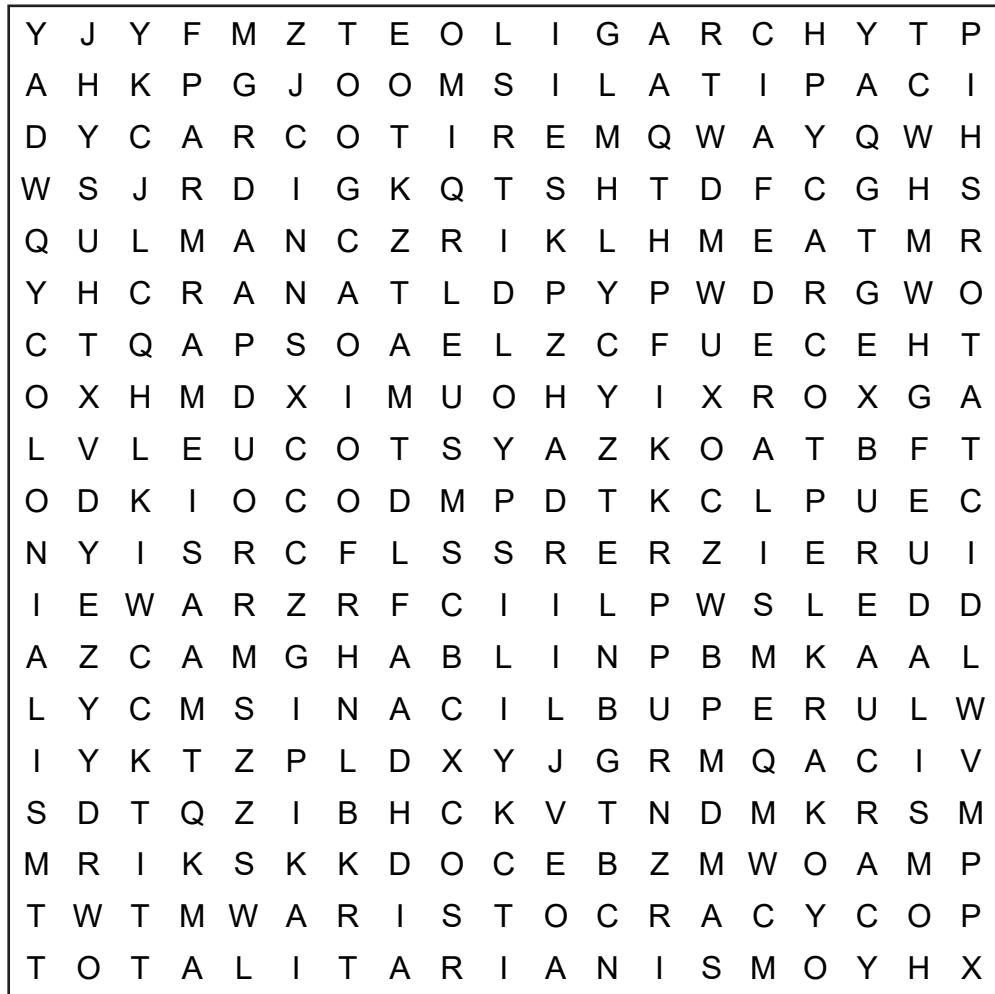 Y J Y F M Z T E O L I G A R C H Y T P
A H K P G J O O M S I L A T I P A C I
D Y C A R C O T I R E M Q W A Y Q W H
W S J R D I G K Q T S H T D F C G H S
Q U L M A N C Z R I K L H M E A T M R
Y H C R A N A T L D P Y P W D R G W O
C T Q A P S O A E L Z C F U E C E H T
O X H M D X I M U O H Y I X R O X G A
L V L E U C O T S Y A Z K O A T B F T
O D K I O C O D M P D T K C L P U E C
N Y I S R C F L S S R E R Z I E R U I
I E W A R Z R F C I I L P W S L E D D
A Z C A M G H A B L I N P B M K A A L
L Y C M S I N A C I L B U P E R U L W
I Y K T Z P L D X Y J G R M Q A C I V
S D T Q Z I B H C K V T N D M K R S M
M R I K S K K D O C E B Z M W O A M P
T W T M W A R I S T O C R A C Y C O P
T O T A L I T A R I A N I S M O Y H X